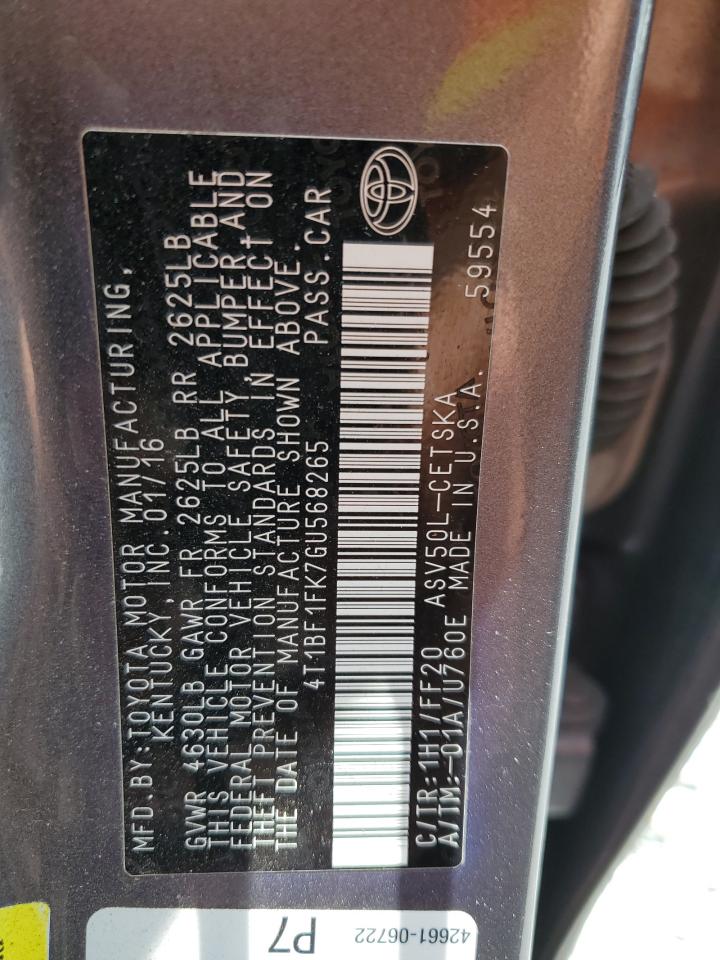 MFD.BY:TOYOTA MOTOR MANUFACTURING,
KENTUCKY, INC. 01/16
GVWR 4630LB GAWR FR 2625LB RR 2625LB
THIS VEHICLE CONFORMS TO ALL APPLICABLE
FEDERAL MOTOR VEHICLE SAFETY, BUMPER, AND
THEFT PREVENTION STANDARDS IN EFFECT ON
THE DATE OF MANUFACTURE SHOWN ABOVE.
4T1BF1FK7GU568265 PASS.CAR
C/TR:1H1/FF20 ASV50L-CETSKA
A/TM:-01A/U760E MADE IN U.S.A. 59554
P7
42661-06722